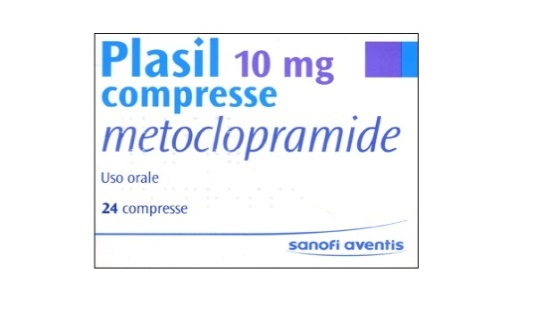 Plasil 10 mg
compresse
metoclopramide
Uso orale
24 compresse
sanofi aventis